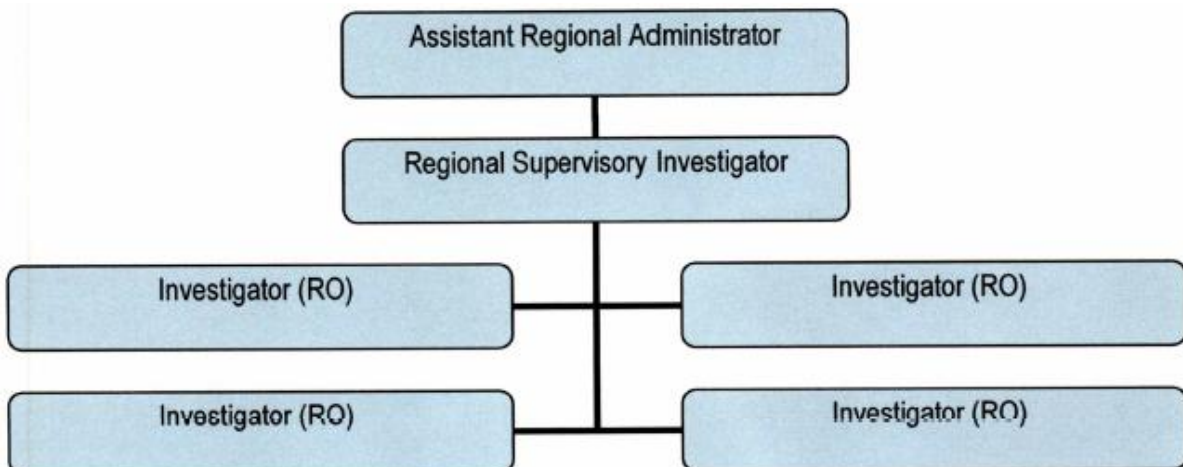 Assistant Regional Administrator
Regional Supervisory Investigator
Investigator (RO)
Investigator (RO)
Investigator (RO)
Investigator (RO)